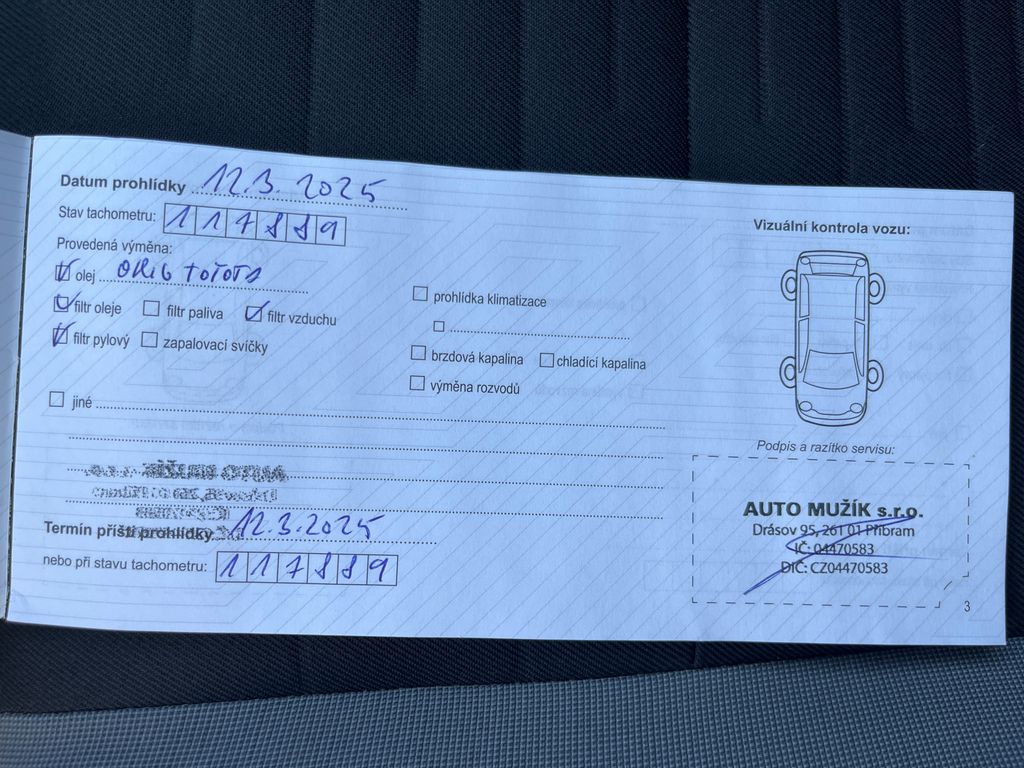 Datum prohlídky 12.3. 2025
Stav tachometru: 117889
Provedená výměna:
olej ORIG TOYOTA
filtr oleje filtr paliva filtr vzduchu
filtr pylový zapalovací svíčky
prohlídka klimatizace
brzdová kapalina chladící kapalina
výměna rozvodů
jiné
Termín příští prohlídky 12.3.2025
nebo při stavu tachometru: 117889
Vizuální kontrola vozu:
Podpis a razítko servisu:
AUTO MUŽÍK s.r.o.
Drásov 95, 261 01 Příbram
IČ: 04470583
DIČ: CZ04470583
3